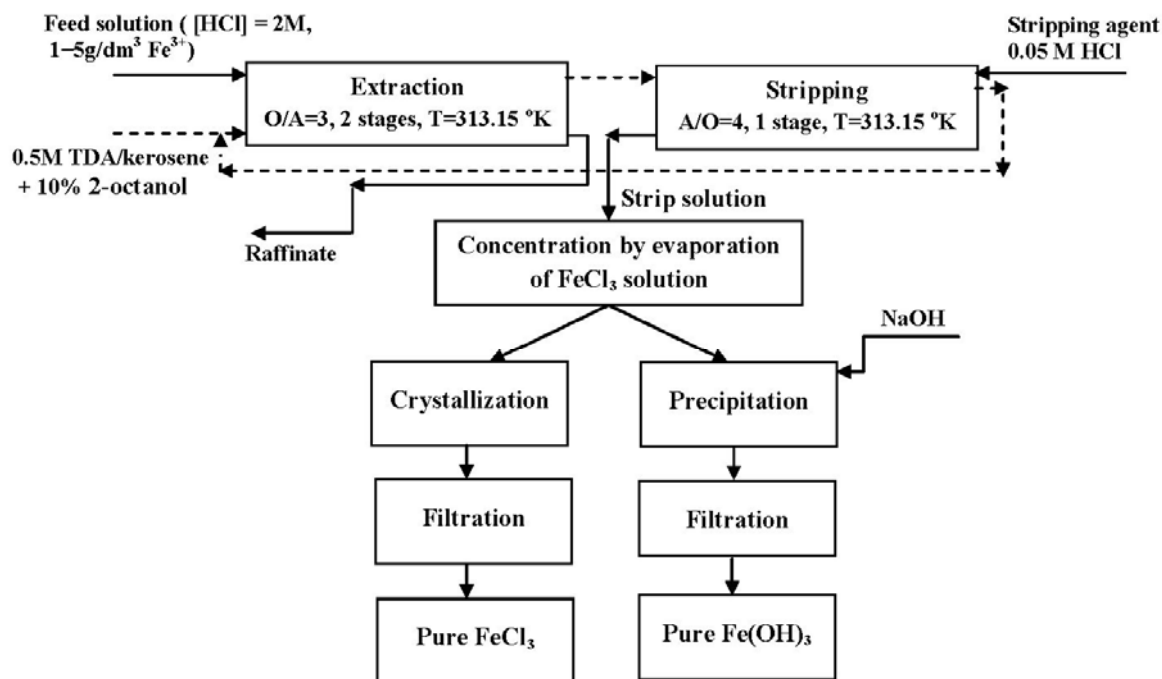 Feed solution ( [HCl] = 2M,
1−5g/dm³ Fe³⁺)
Stripping agent
0.05 M HCl
Extraction
O/A=3, 2 stages, T=313.15 °K
Stripping
A/O=4, 1 stage, T=313.15 °K
0.5M TDA/kerosene
+ 10% 2-octanol
Strip solution
Raffinate
Concentration by evaporation
of FeCl₃ solution
NaOH
Crystallization
Precipitation
Filtration
Filtration
Pure FeCl₃
Pure Fe(OH)₃